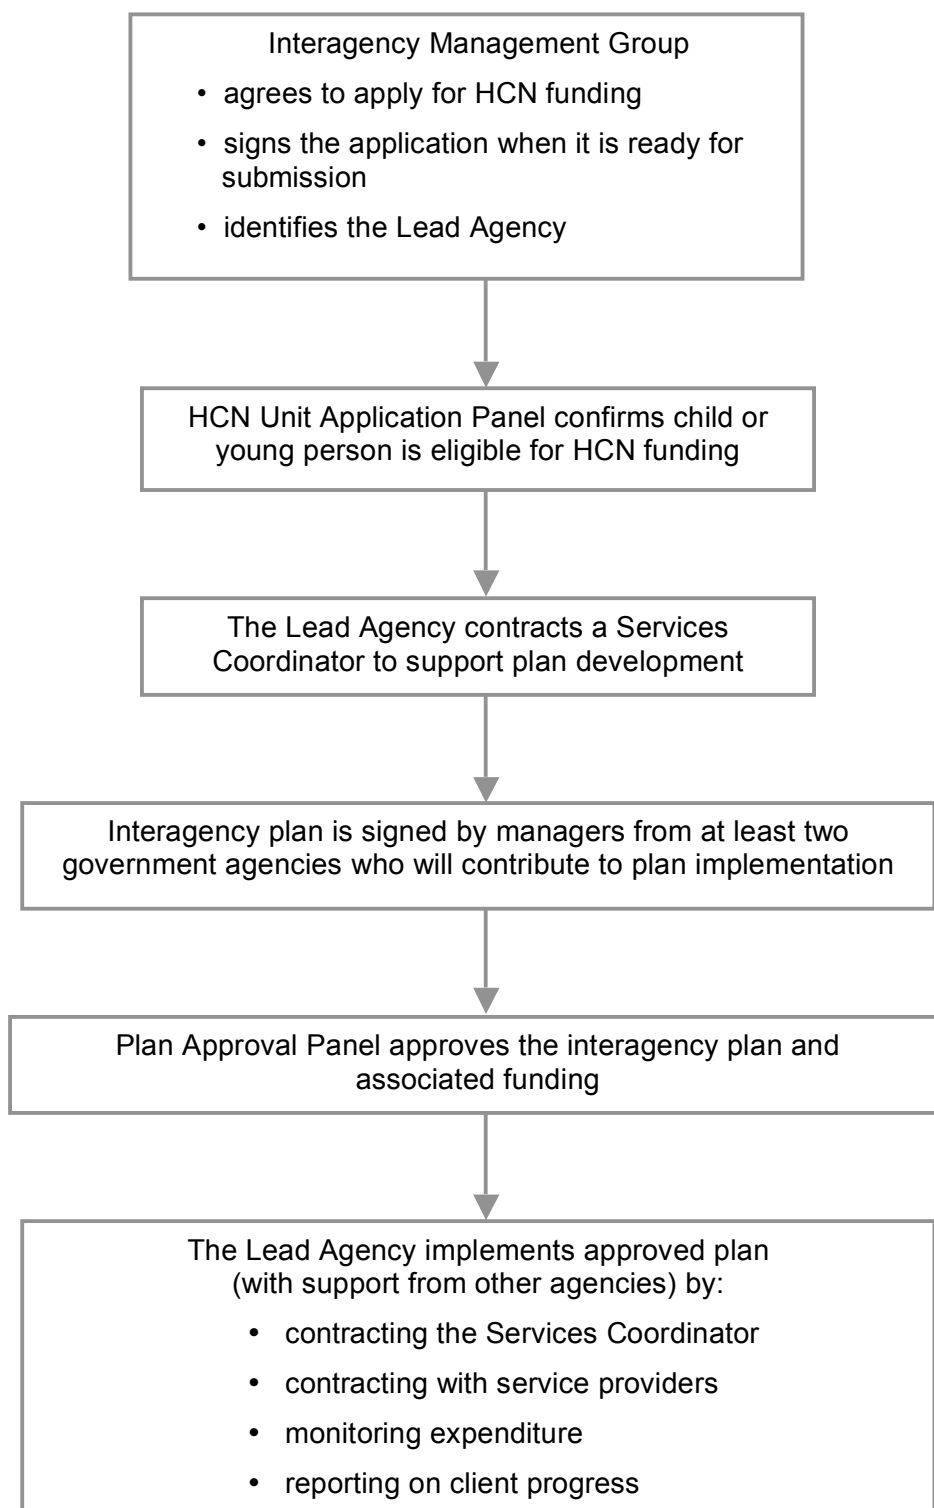 Interagency Management Group
• agrees to apply for HCN funding
• signs the application when it is ready for
submission
• identifies the Lead Agency
HCN Unit Application Panel confirms child or
young person is eligible for HCN funding
The Lead Agency contracts a Services
Coordinator to support plan development
Interagency plan is signed by managers from at least two
government agencies who will contribute to plan implementation
Plan Approval Panel approves the interagency plan and
associated funding
The Lead Agency implements approved plan
(with support from other agencies) by:
• contracting the Services Coordinator
• contracting with service providers
• monitoring expenditure
• reporting on client progress